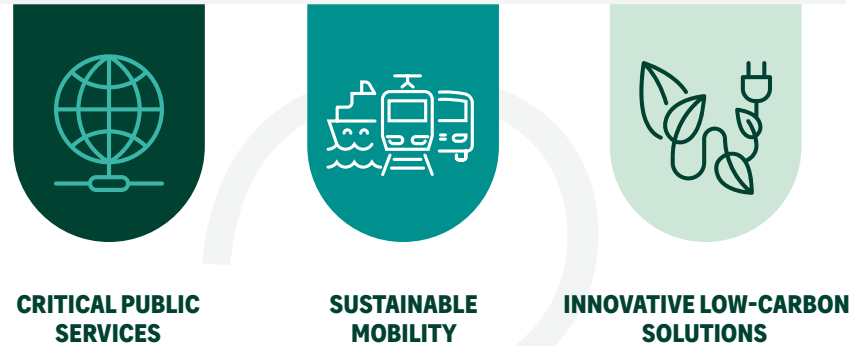 CRITICAL PUBLIC
SERVICES
SUSTAINABLE
MOBILITY
INNOVATIVE LOW-CARBON
SOLUTIONS